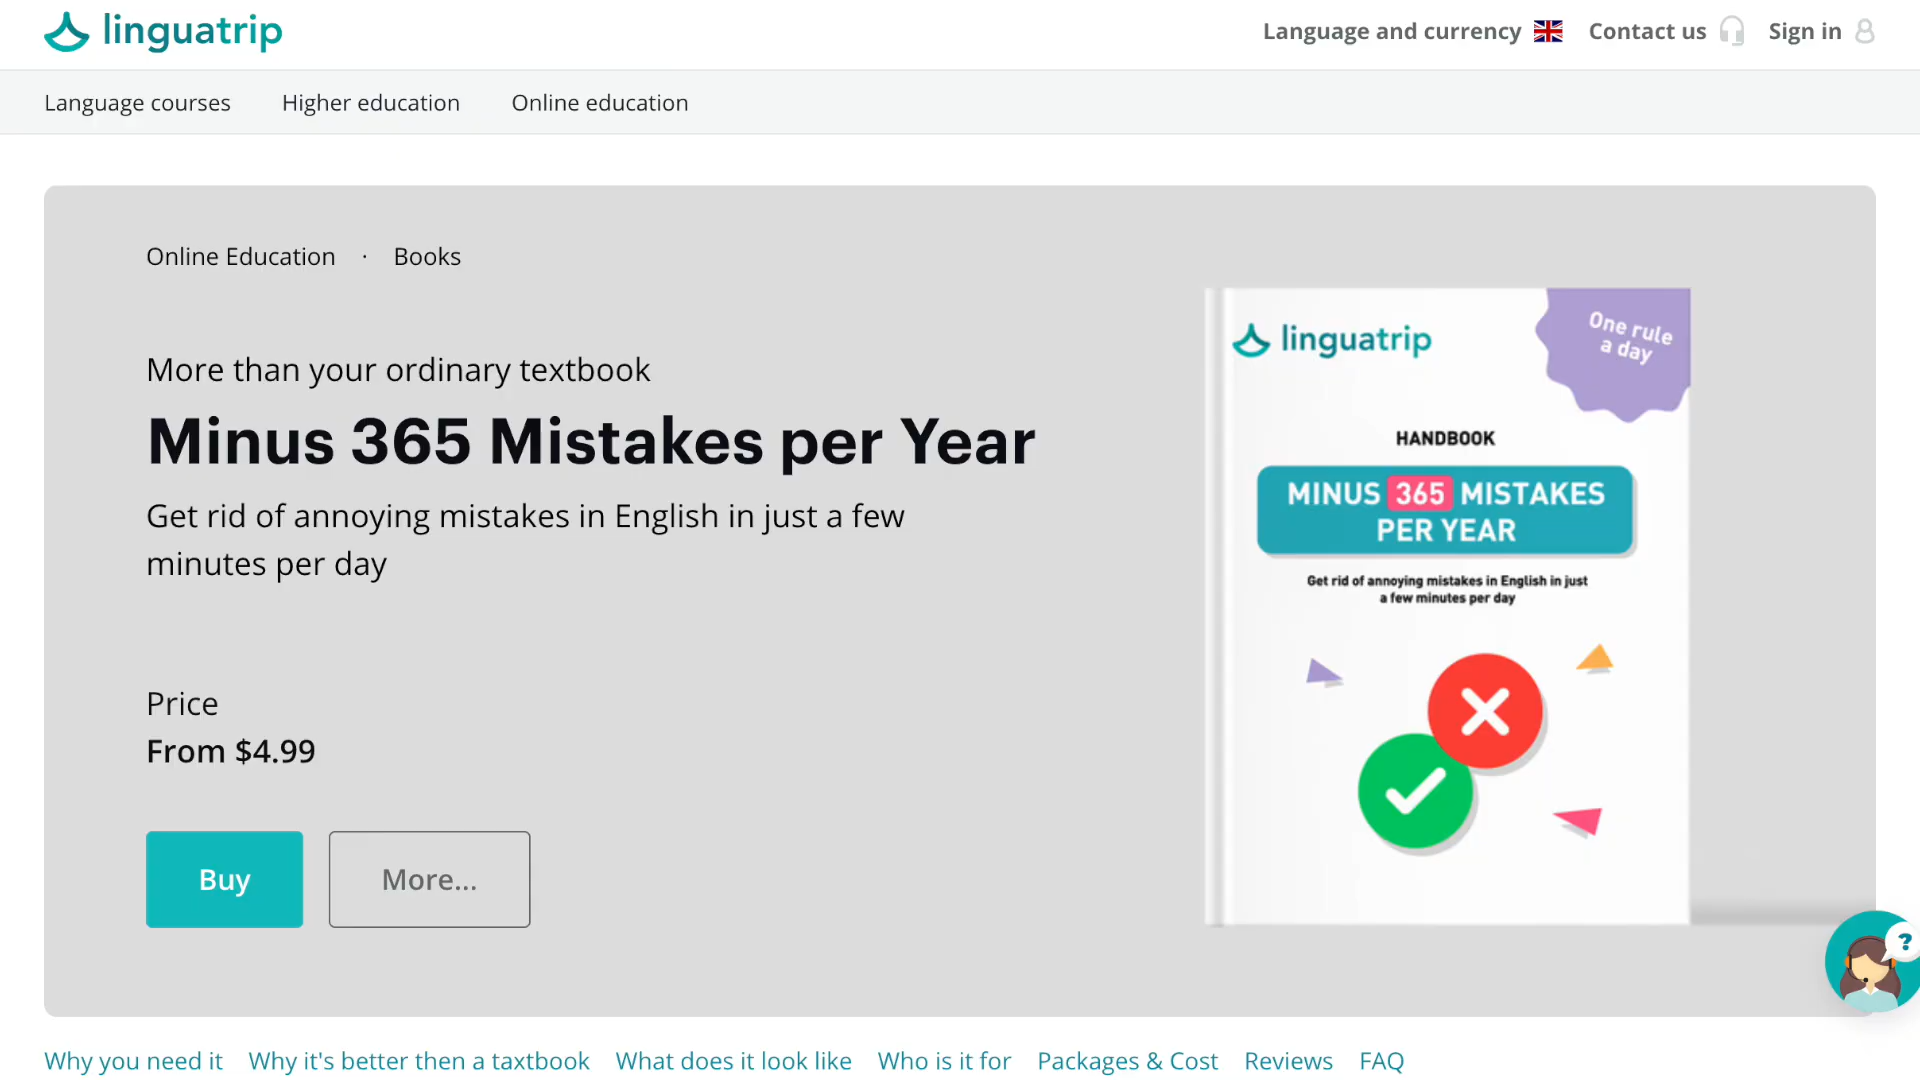 linguatrip
Language and currency Contact us Sign in
Language courses Higher education Online education
Online Education · Books
More than your ordinary textbook
Minus 365 Mistakes per Year
Get rid of annoying mistakes in English in just a few
minutes per day
Price
From $4.99
Buy More...
linguatrip
One rule
a day
HANDBOOK
MINUS 365 MISTAKES
PER YEAR
Get rid of annoying mistakes in English in just
a few minutes per day
?
Why you need it Why it's better then a taxtbook What does it look like Who is it for Packages & Cost Reviews FAQ